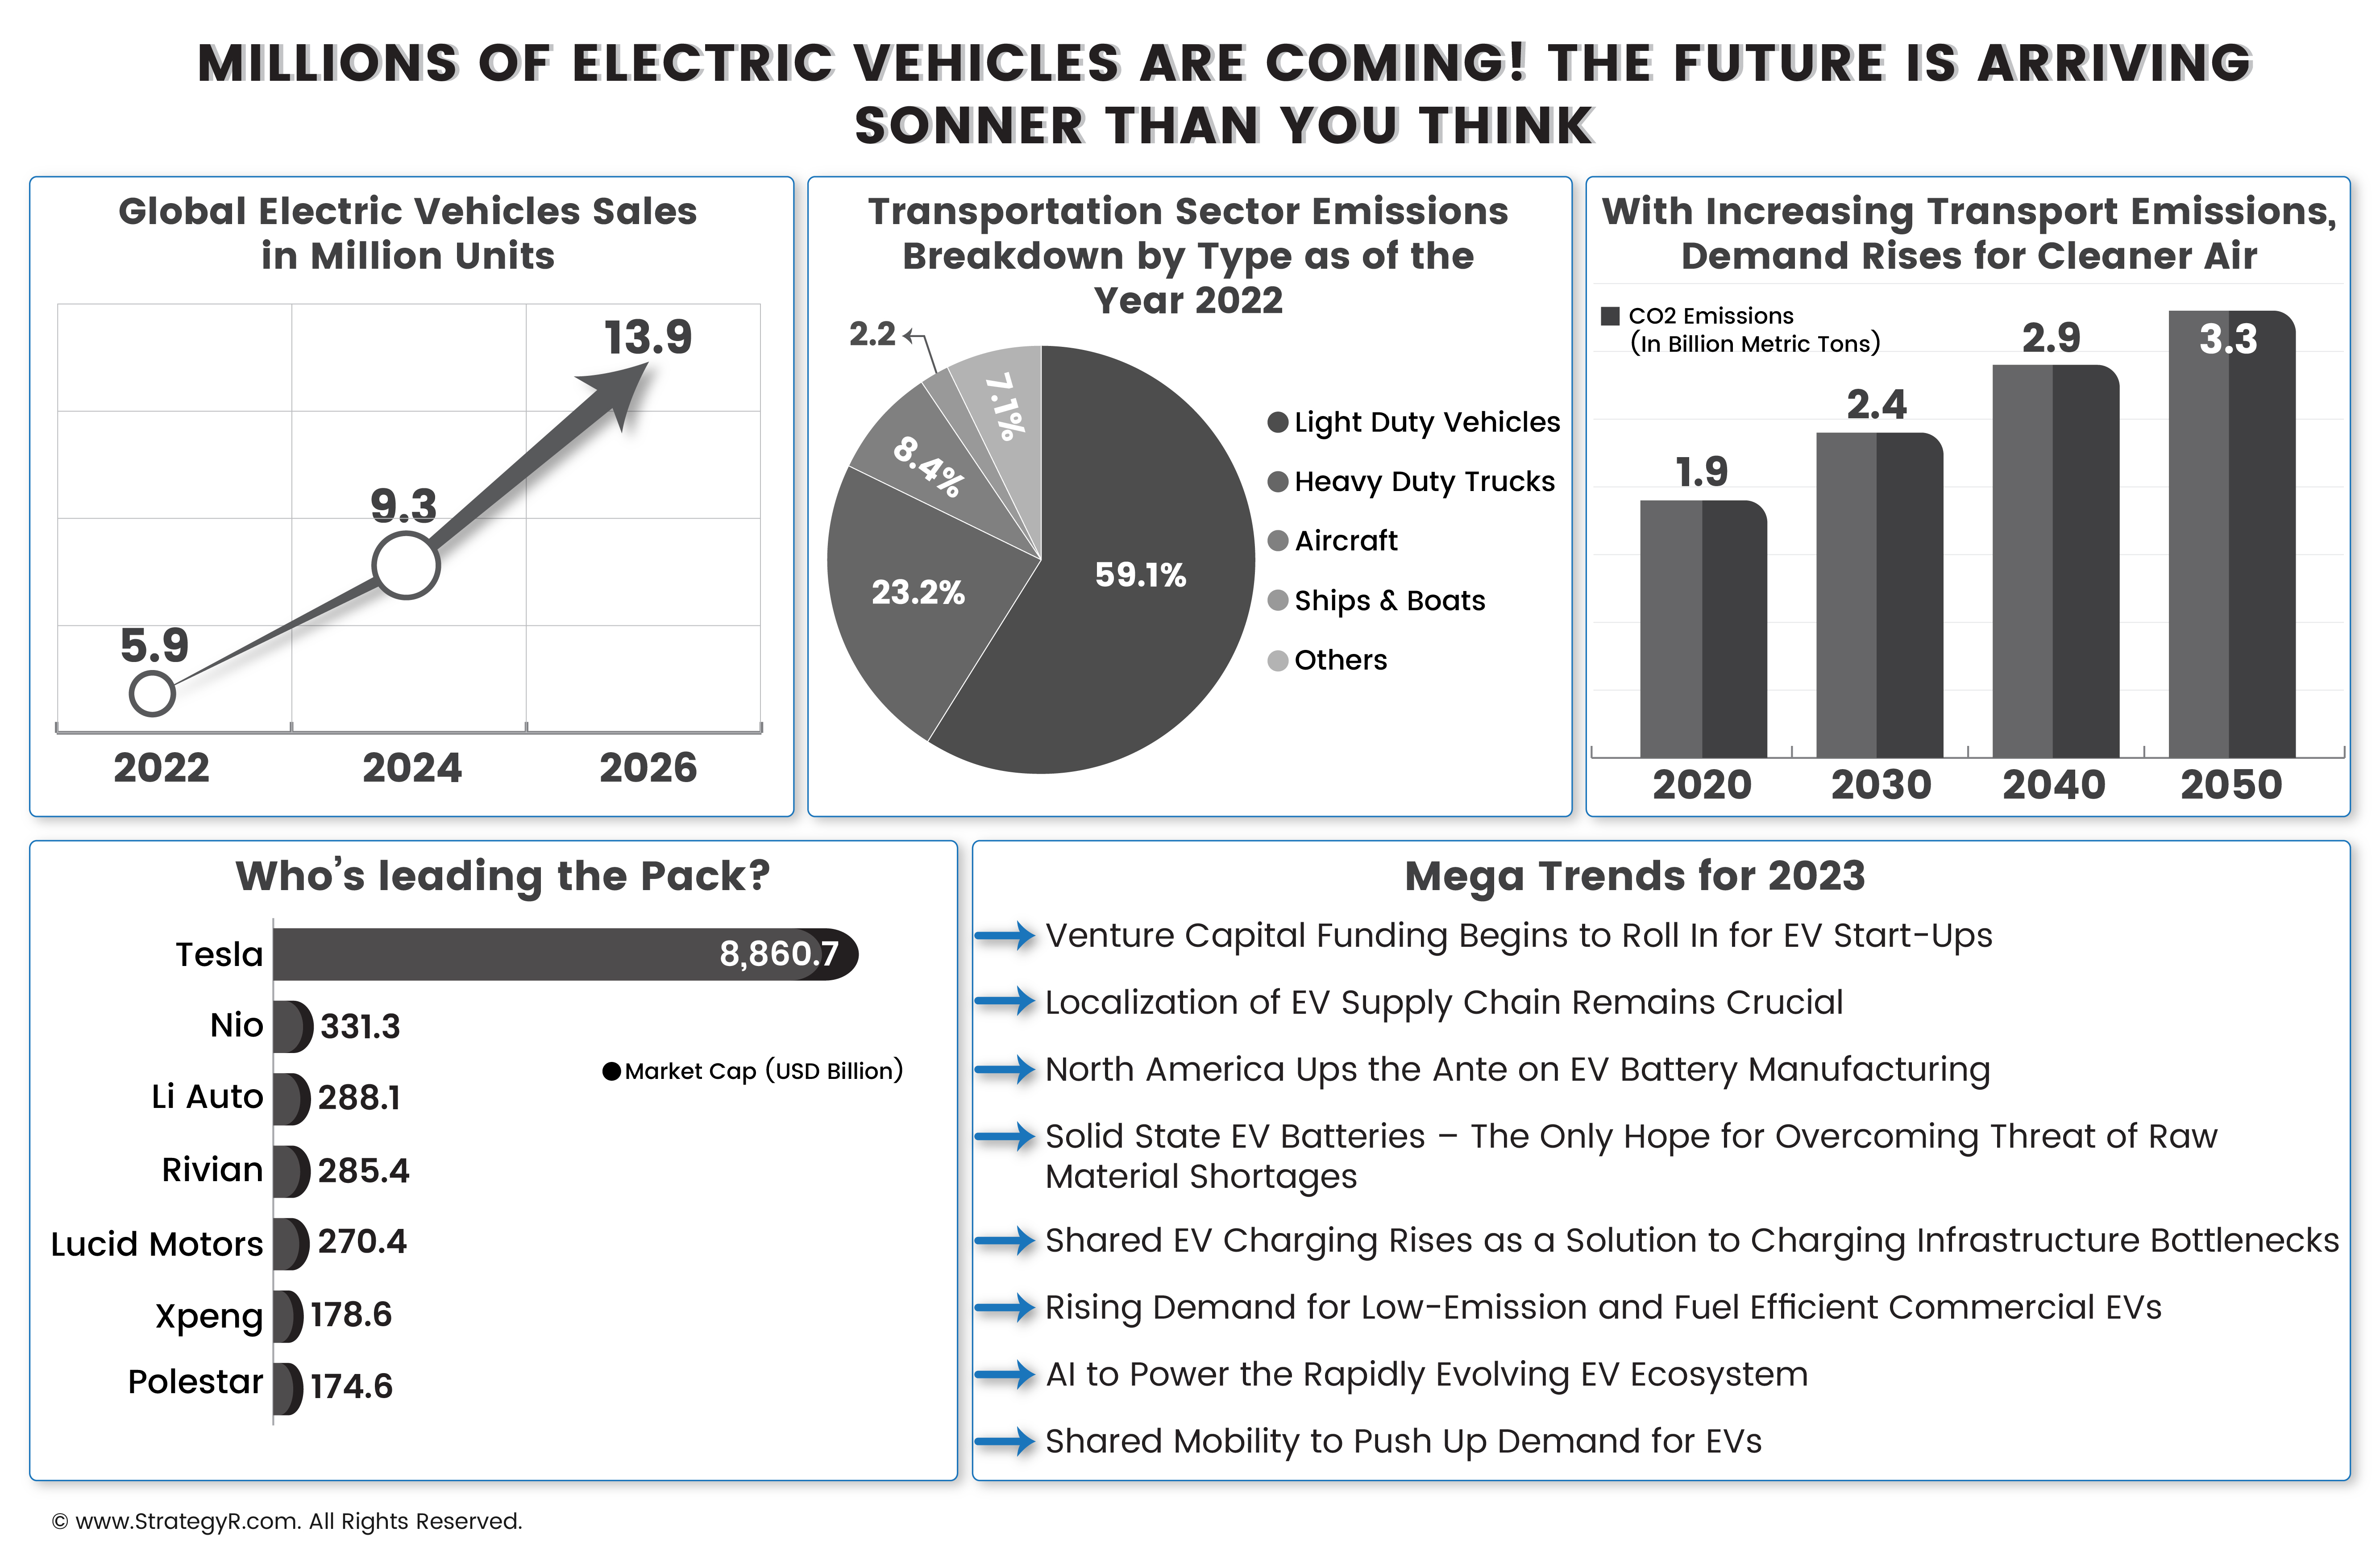 MILLIONS OF ELECTRIC VEHICLES ARE COMING! THE FUTURE IS ARRIVING
SONNER THAN YOU THINK
Global Electric Vehicles Sales
in Million Units
13.9
9.3
5.9
2022
2024
2026
Transportation Sector Emissions
Breakdown by Type as of the
Year 2022
2.2
7.1%
8.4%
23.2%
59.1%
Light Duty Vehicles
Heavy Duty Trucks
Aircraft
Ships & Boats
Others
With Increasing Transport Emissions,
Demand Rises for Cleaner Air
CO2 Emissions
(In Billion Metric Tons)
1.9
2.4
2.9
3.3
2020
2030
2040
2050
Who’s leading the Pack?
Tesla 8,860.7
Nio 331.3
Li Auto 288.1
Rivian 285.4
Lucid Motors 270.4
Xpeng 178.6
Polestar 174.6
Market Cap (USD Billion)
Mega Trends for 2023
Venture Capital Funding Begins to Roll In for EV Start-Ups
Localization of EV Supply Chain Remains Crucial
North America Ups the Ante on EV Battery Manufacturing
Solid State EV Batteries – The Only Hope for Overcoming Threat of Raw
Material Shortages
Shared EV Charging Rises as a Solution to Charging Infrastructure Bottlenecks
Rising Demand for Low-Emission and Fuel Efficient Commercial EVs
AI to Power the Rapidly Evolving EV Ecosystem
Shared Mobility to Push Up Demand for EVs
© www.StrategyR.com. All Rights Reserved.